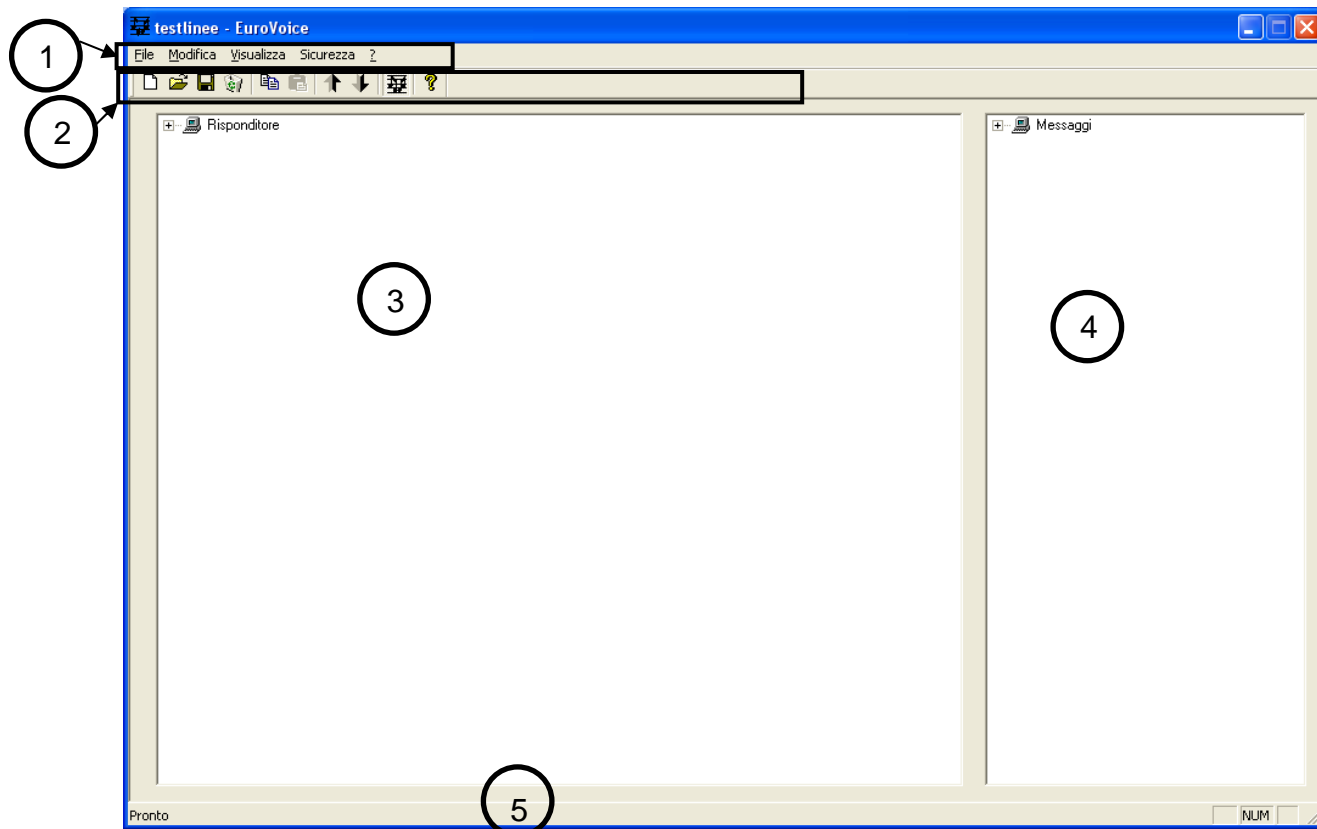 testlinee - EuroVoice
1
File Modifica Visualizza Sicurezza ?
2
Risponditore
Messaggi
3
4
5
Pronto
NUM